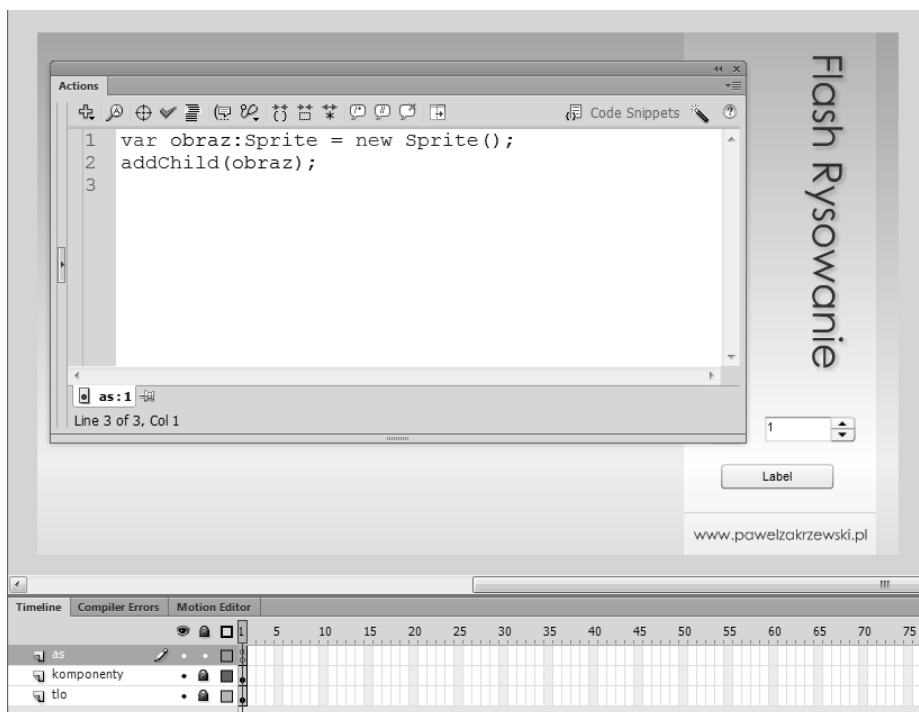 Actions
Code Snippets
1 var obraz:Sprite = new Sprite();
2 addChild(obraz);
3
as:1
Line 3 of 3, Col 1
Flash Rysowanie
1
Label
www.pawelzakrzewski.pl
Timeline Compiler Errors Motion Editor
1 5 10 15 20 25 30 35 40 45 50 55 60 65 70 75
as
komponenty
tlo